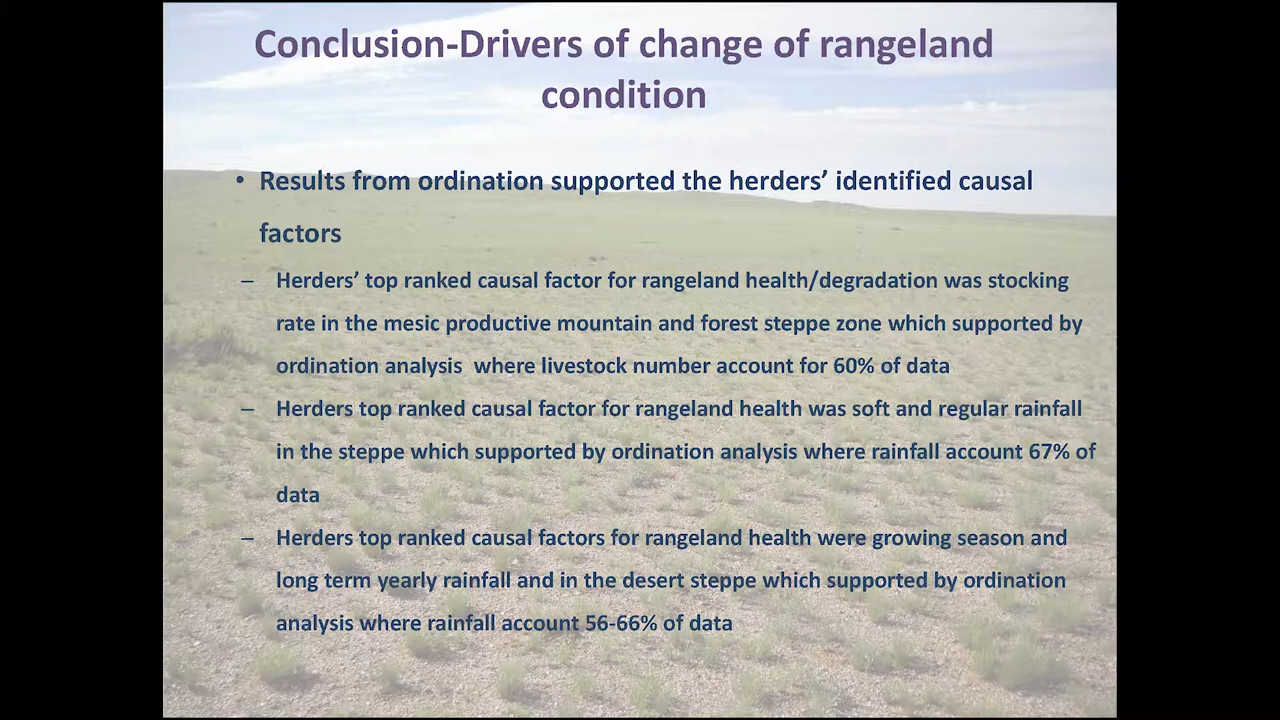 Conclusion-Drivers of change of rangeland
condition
• Results from ordination supported the herders’ identified causal
factors
– Herders’ top ranked causal factor for rangeland health/degradation was stocking
rate in the mesic productive mountain and forest steppe zone which supported by
ordination analysis  where livestock number account for 60% of data
– Herders top ranked causal factor for rangeland health was soft and regular rainfall
in the steppe which supported by ordination analysis where rainfall account 67% of
data
– Herders top ranked causal factors for rangeland health were growing season and
long term yearly rainfall and in the desert steppe which supported by ordination
analysis where rainfall account 56-66% of data